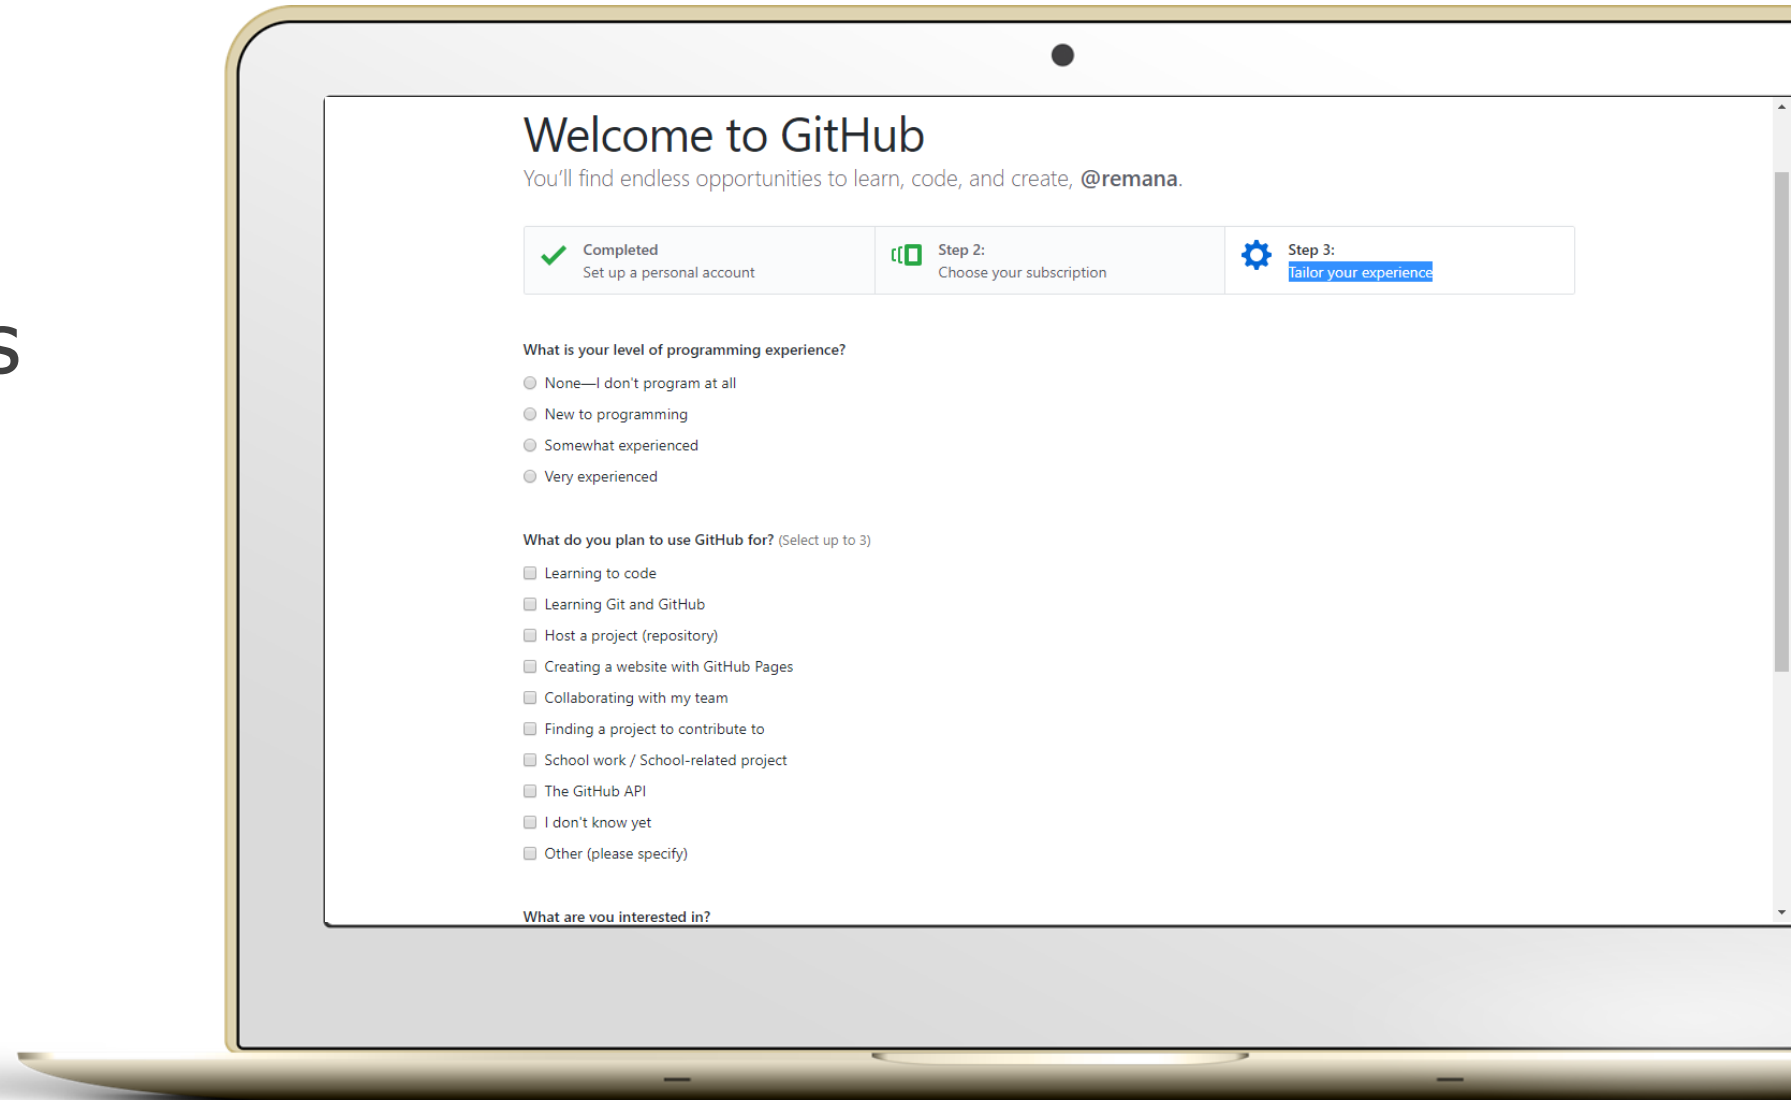 s
Welcome to GitHub
You'll find endless opportunities to learn, code, and create, @remana.
Completed
Set up a personal account
Step 2:
Choose your subscription
Step 3:
Tailor your experience
What is your level of programming experience?
None—I don't program at all
New to programming
Somewhat experienced
Very experienced
What do you plan to use GitHub for? (Select up to 3)
Learning to code
Learning Git and GitHub
Host a project (repository)
Creating a website with GitHub Pages
Collaborating with my team
Finding a project to contribute to
School work / School-related project
The GitHub API
I don't know yet
Other (please specify)
What are you interested in?